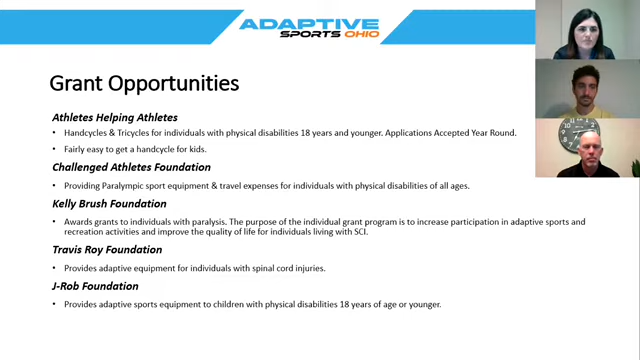 ADAPTIVE
SPORTS OHIO
Grant Opportunities
Athletes Helping Athletes
• Handcycles & Tricycles for individuals with physical disabilities 18 years and younger. Applications Accepted Year Round.
• Fairly easy to get a handcycle for kids.
Challenged Athletes Foundation
• Providing Paralympic sport equipment & travel expenses for individuals with physical disabilities of all ages.
Kelly Brush Foundation
• Awards grants to individuals with paralysis. The purpose of the individual grant program is to increase participation in adaptive sports and
recreation activities and improve the quality of life for individuals living with SCI.
Travis Roy Foundation
• Provides adaptive equipment for individuals with spinal cord injuries.
J-Rob Foundation
• Provides adaptive sports equipment to children with physical disabilities 18 years of age or younger.